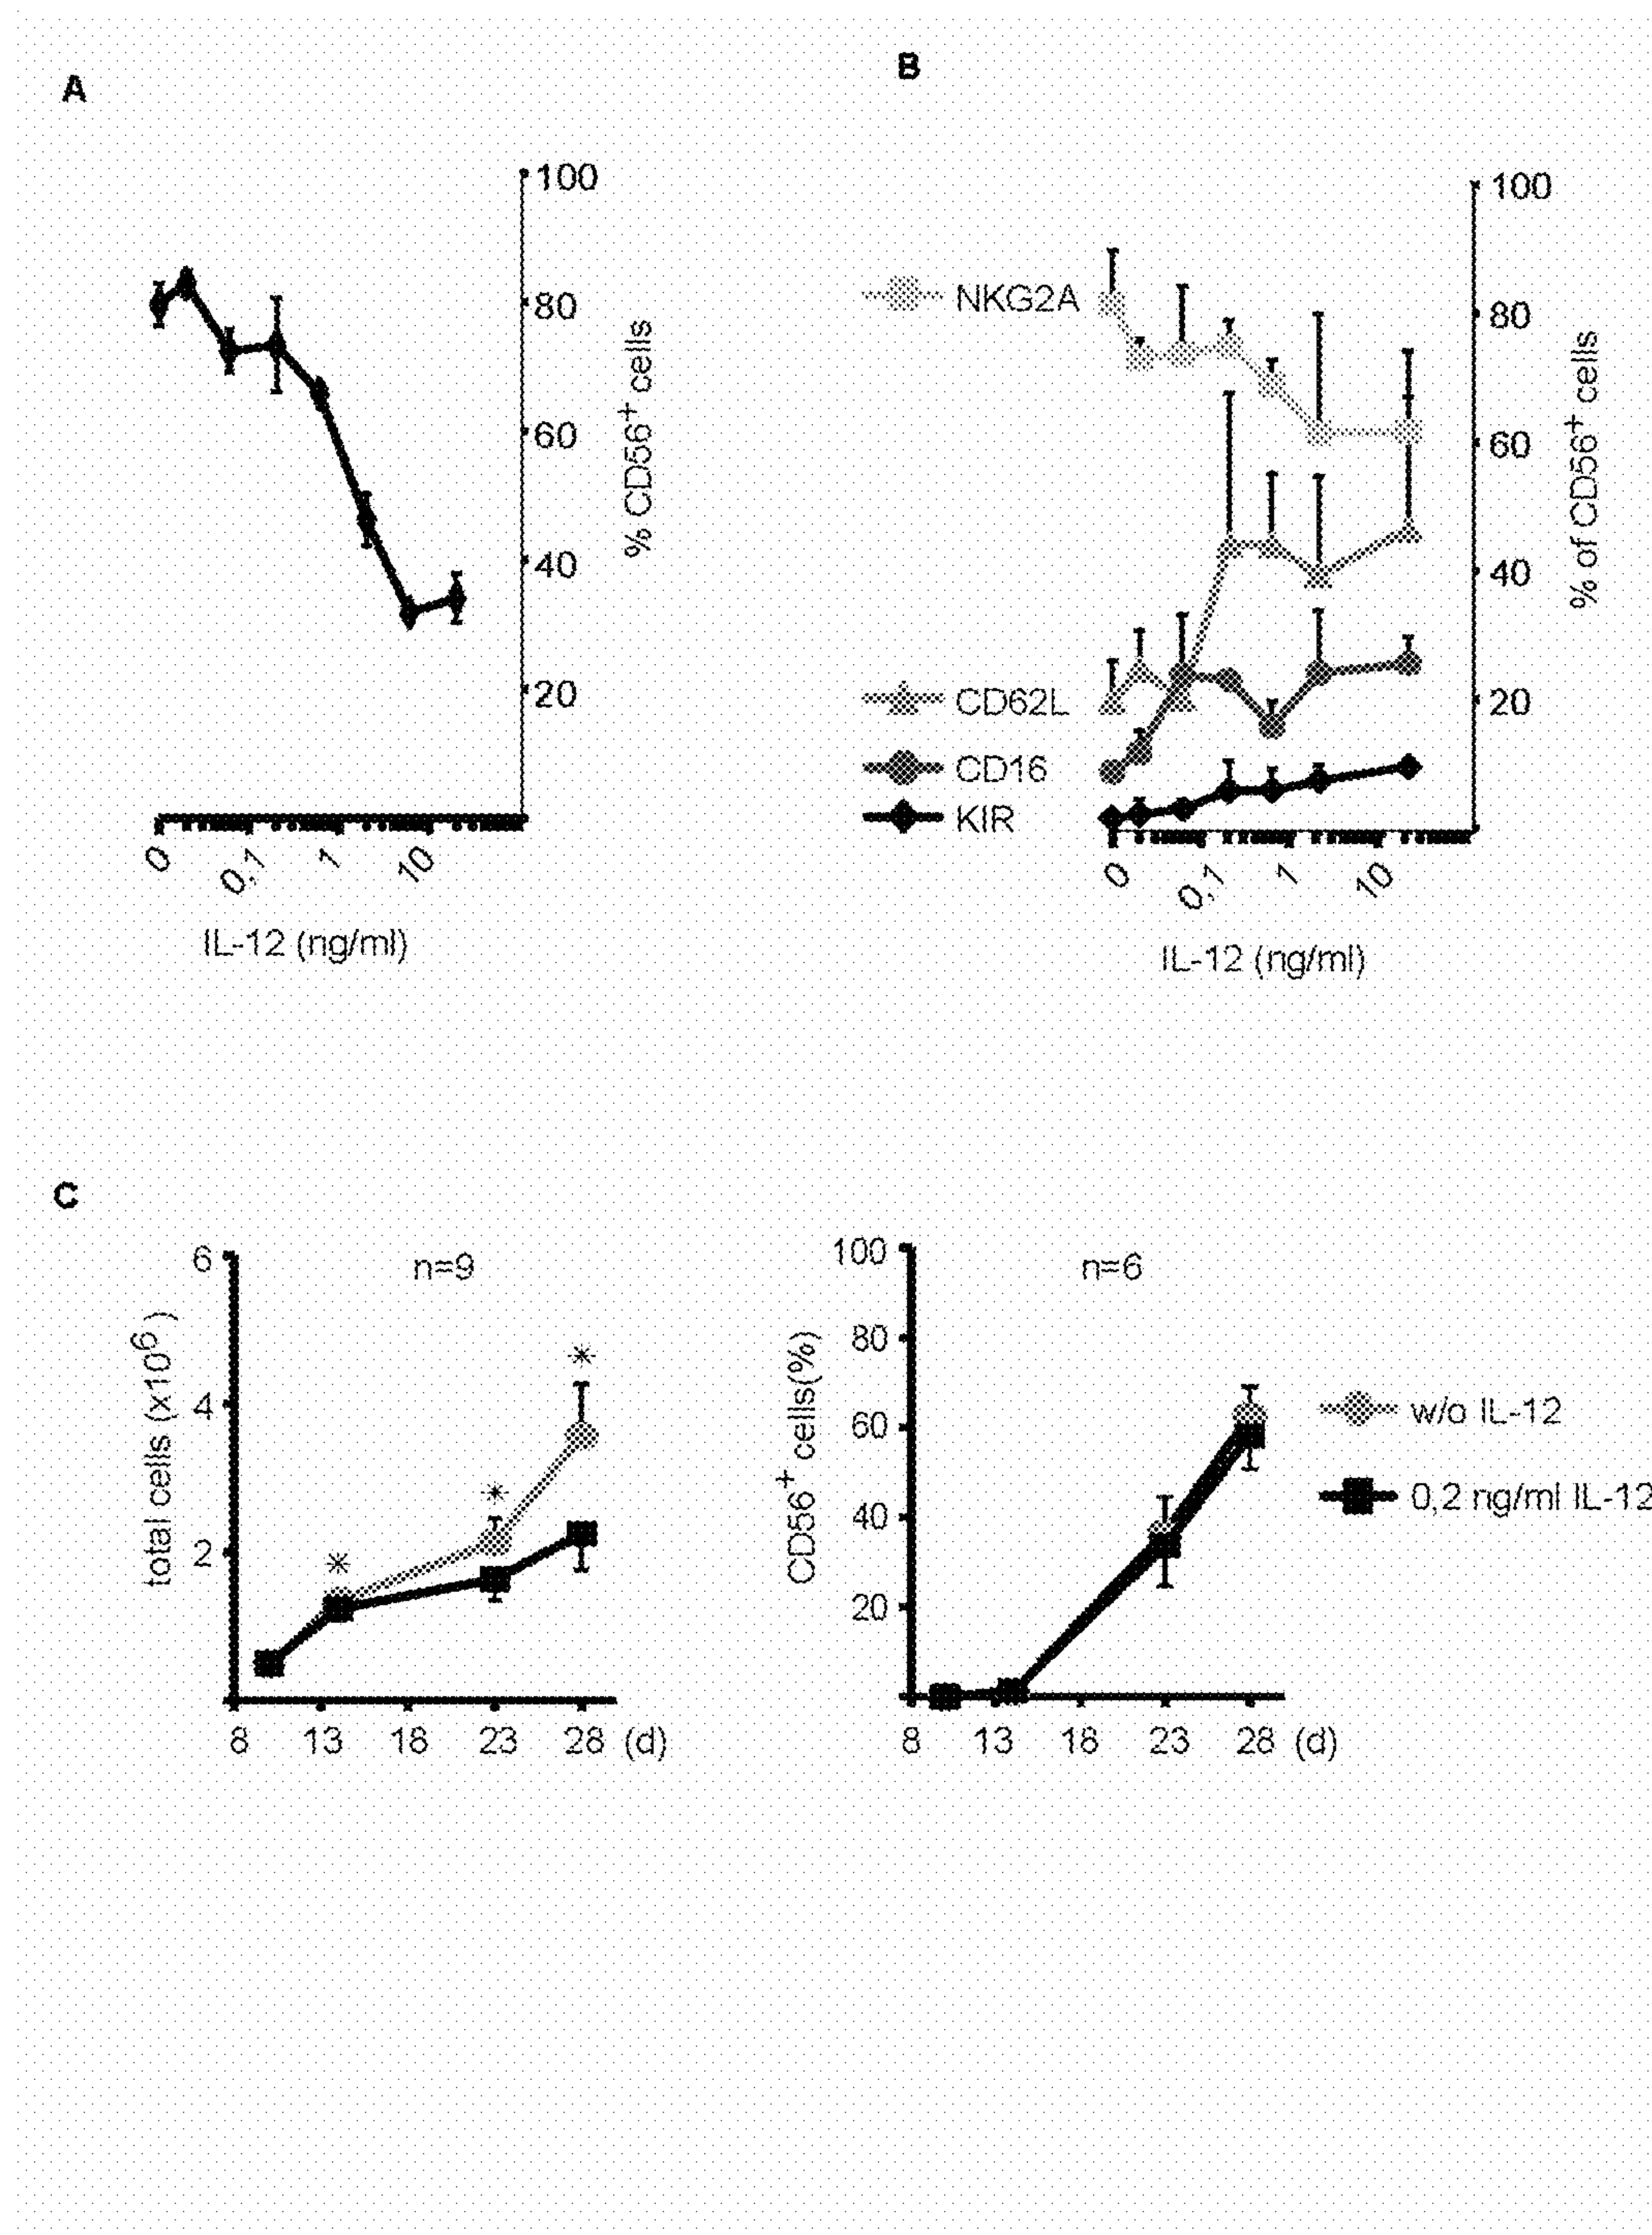 A
100
80
60
40
20
% CD56+ cells
0
0,1
1
10
IL-12 (ng/ml)
B
NKG2A
CD62L
CD16
KIR
100
80
60
40
20
% of CD56+ cells
0
0,1
1
10
IL-12 (ng/ml)
C
n=9
6
4
2
total cells (x10⁶ )
*
*
*
8 13 18 23 28 (d)
n=6
100
80
60
40
20
CD56+ cells(%)
8 13 18 23 28 (d)
w/o IL-12
0,2 ng/ml IL-12